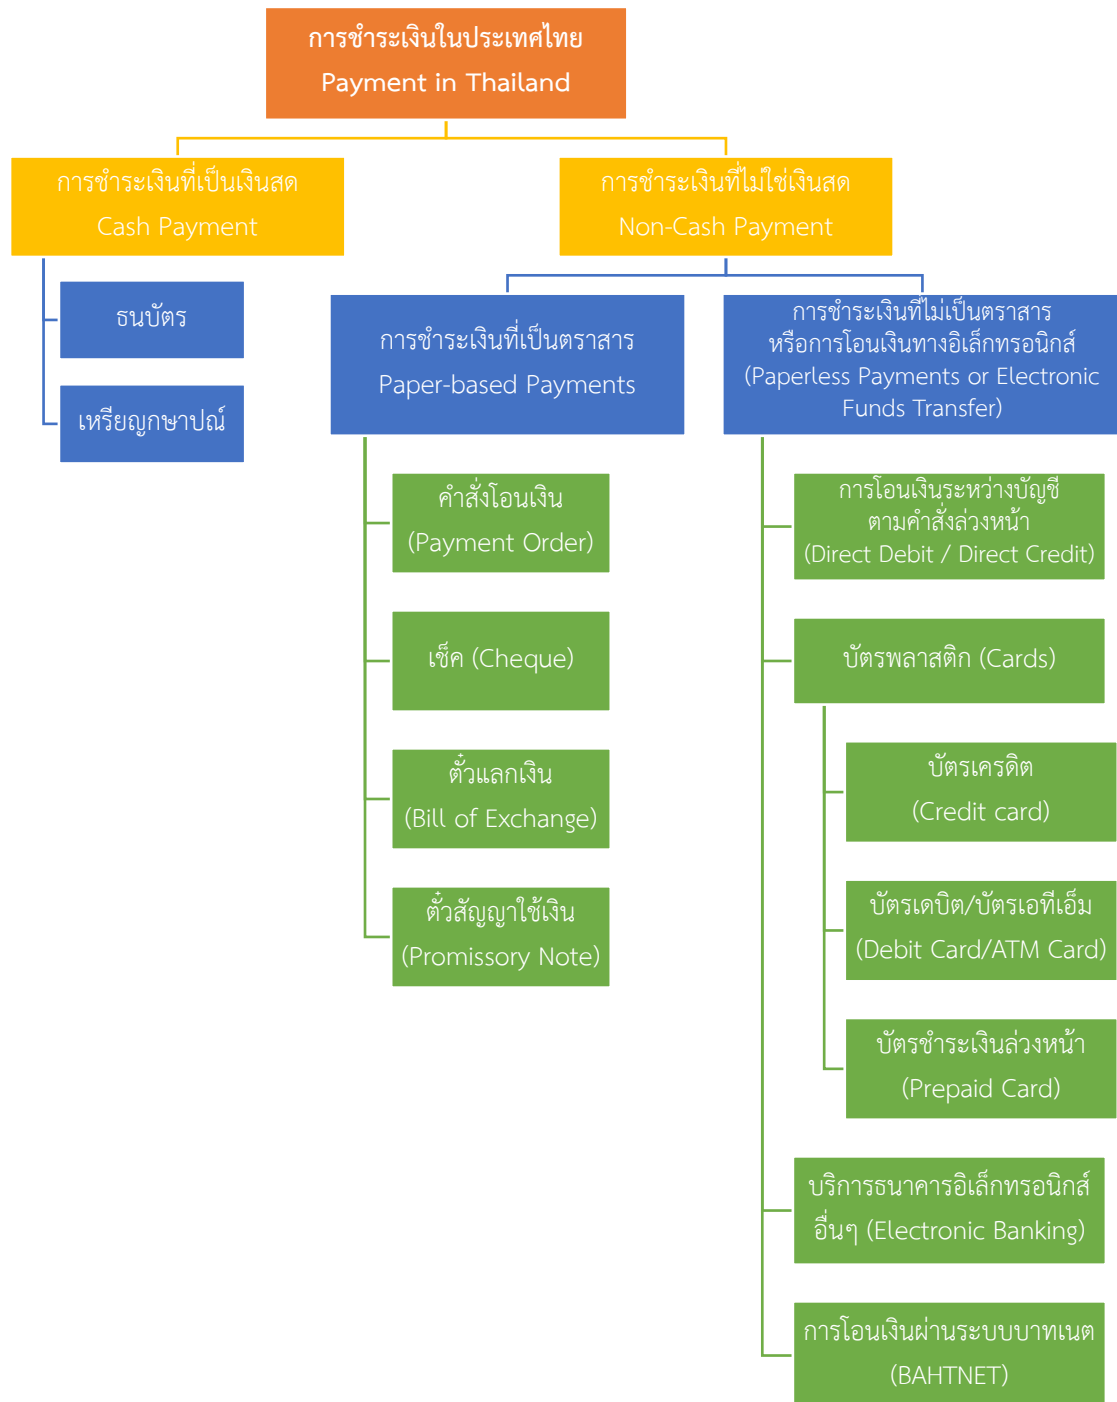 การชำระเงินในประเทศไทย
Payment in Thailand
การชำระเงินที่เป็นเงินสด
Cash Payment
การชำระเงินที่ไม่ใช่เงินสด
Non-Cash Payment
ธนบัตร
เหรียญกษาปณ์
การชำระเงินที่เป็นตราสาร
Paper-based Payments
การชำระเงินที่ไม่เป็นตราสาร
หรือการโอนเงินทางอิเล็กทรอนิกส์
(Paperless Payments or Electronic
Funds Transfer)
คำสั่งโอนเงิน
(Payment Order)
เช็ค (Cheque)
ตั๋วแลกเงิน
(Bill of Exchange)
ตั๋วสัญญาใช้เงิน
(Promissory Note)
การโอนเงินระหว่างบัญชี
ตามคำสั่งล่วงหน้า
(Direct Debit / Direct Credit)
บัตรพลาสติก (Cards)
บัตรเครดิต
(Credit card)
บัตรเดบิต/บัตรเอทีเอ็ม
(Debit Card/ATM Card)
บัตรชำระเงินล่วงหน้า
(Prepaid Card)
บริการธนาคารอิเล็กทรอนิกส์
อื่นๆ (Electronic Banking)
การโอนเงินผ่านระบบบาทเนต
(BAHTNET)